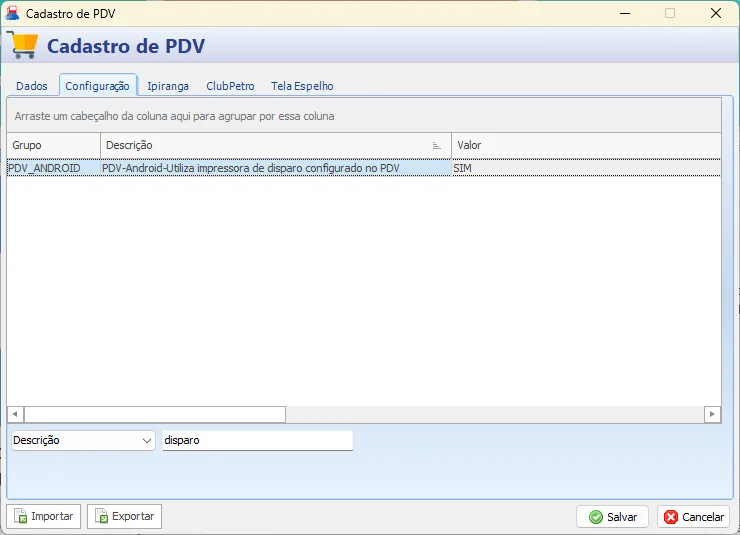 Cadastro de PDV
Cadastro de PDV
Dados Configuração Ipiranga ClubPetro Tela Espelho
Arraste um cabeçalho da coluna aqui para agrupar por essa coluna
Grupo Descrição Valor
PDV_ANDROID PDV-Android-Utiliza impressora de disparo configurado no PDV SIM
Descrição disparo
Importar Exportar Salvar Cancelar